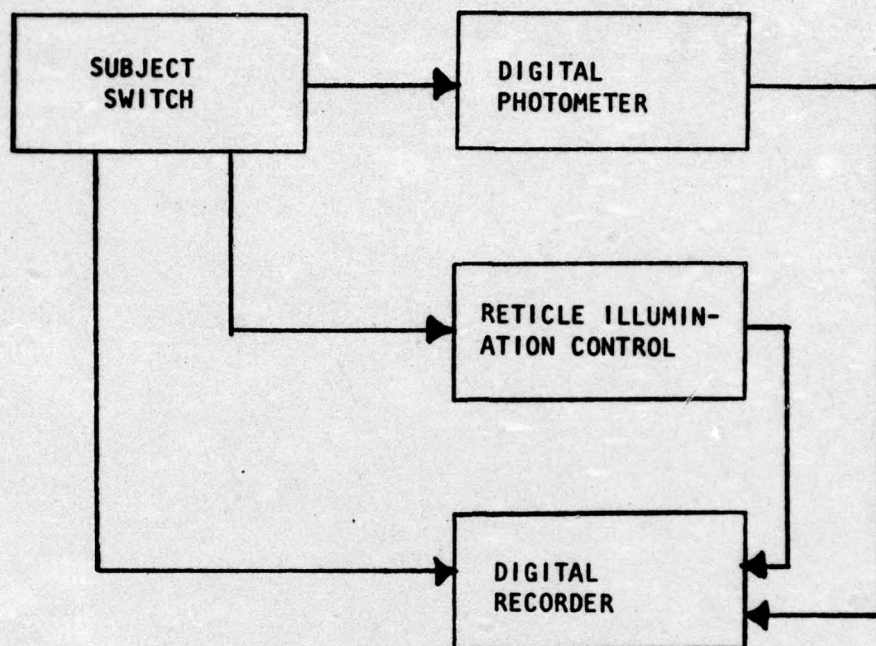 SUBJECT
SWITCH
DIGITAL
PHOTOMETER
RETICLE ILLUMIN-
ATION CONTROL
DIGITAL
RECORDER